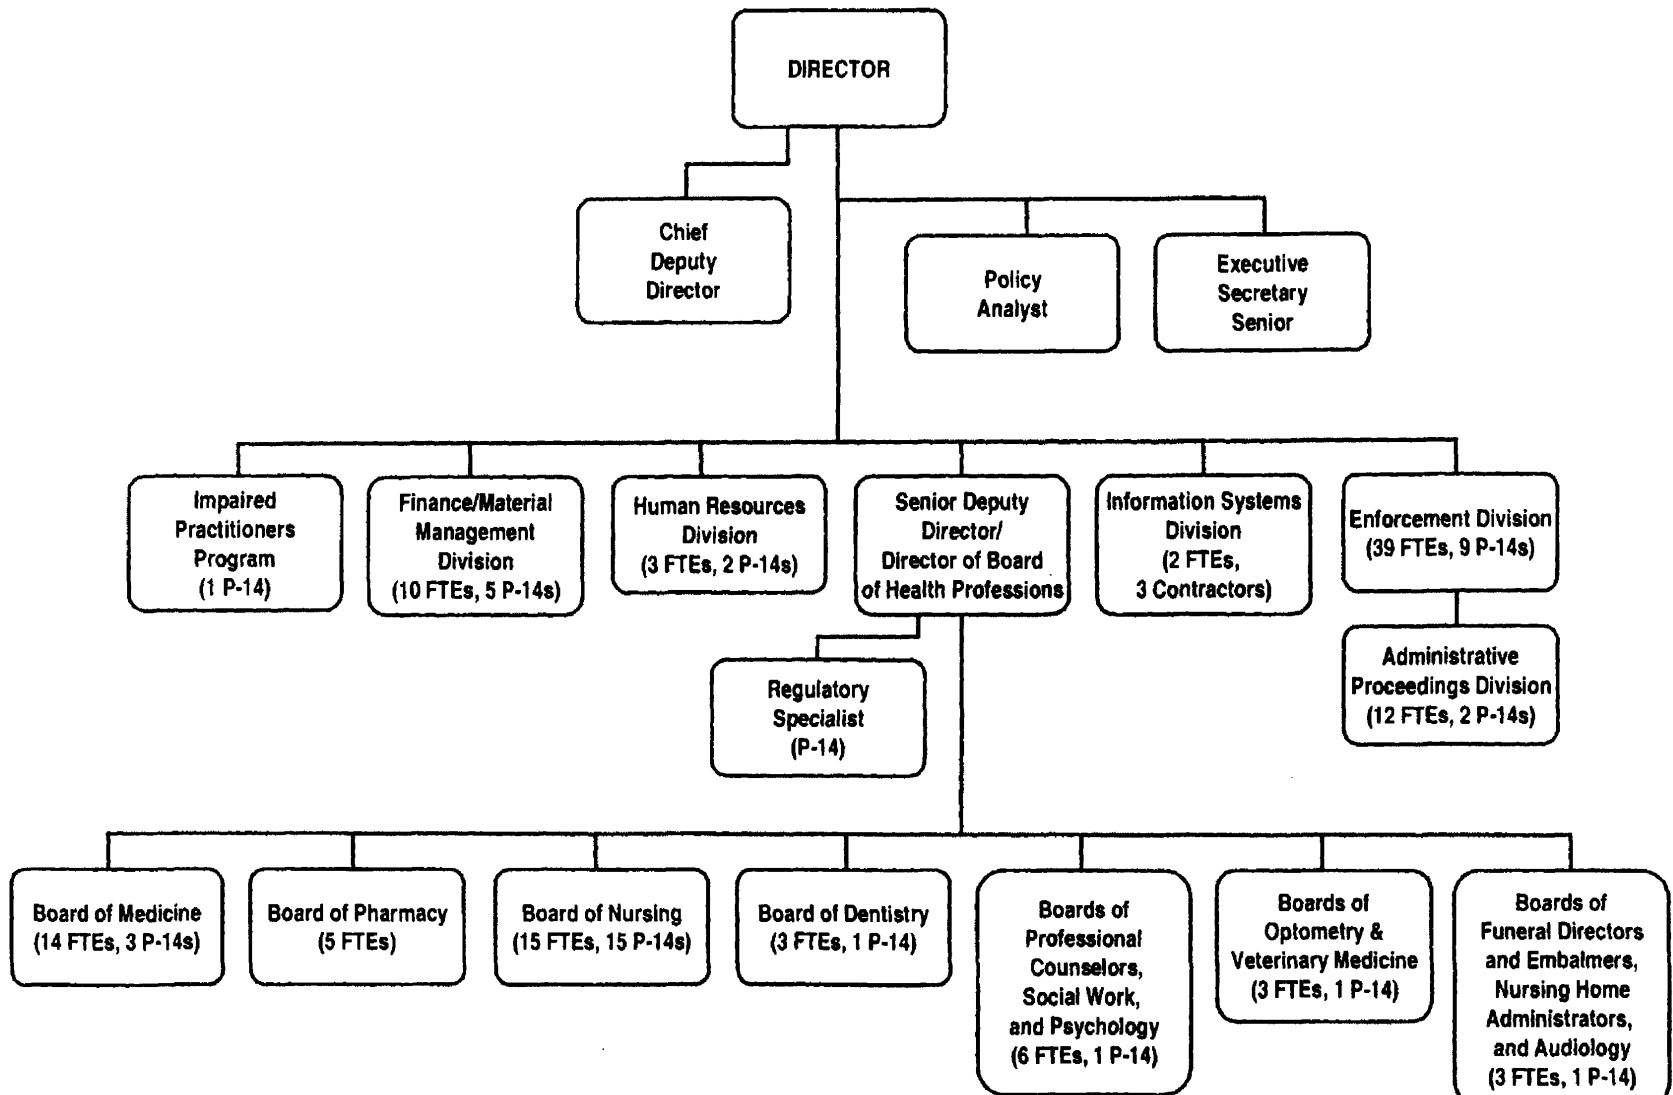 DIRECTOR
Chief
Deputy
Director
Policy
Analyst
Executive
Secretary
Senior
Impaired
Practitioners
Program
(1 P-14)
Finance/Material
Management
Division
(10 FTEs, 5 P-14s)
Human Resources
Division
(3 FTEs, 2 P-14s)
Senior Deputy
Director/
Director of Board
of Health Professions
Information Systems
Division
(2 FTEs,
3 Contractors)
Enforcement Division
(39 FTEs, 9 P-14s)
Administrative
Proceedings Division
(12 FTEs, 2 P-14s)
Regulatory
Specialist
(P-14)
Board of Medicine
(14 FTEs, 3 P-14s)
Board of Pharmacy
(5 FTEs)
Board of Nursing
(15 FTEs, 15 P-14s)
Board of Dentistry
(3 FTEs, 1 P-14)
Boards of
Professional
Counselors,
Social Work,
and Psychology
(6 FTEs, 1 P-14)
Boards of
Optometry &
Veterinary Medicine
(3 FTEs, 1 P-14)
Boards of
Funeral Directors
and Embalmers,
Nursing Home
Administrators,
and Audiology
(3 FTEs, 1 P-14)